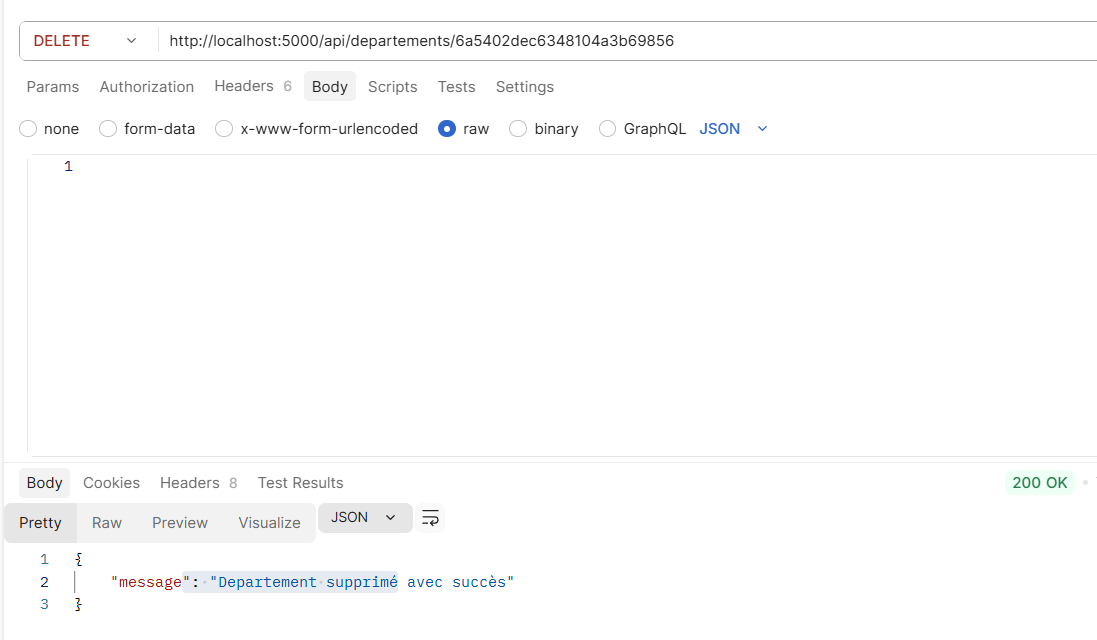 DELETE http://localhost:5000/api/departements/6a5402dec6348104a3b69856
Params Authorization Headers 6 Body Scripts Tests Settings
none form-data x-www-form-urlencoded raw binary GraphQL JSON
1
Body Cookies Headers 8 Test Results 200 OK
Pretty Raw Preview Visualize JSON
1 {
2 "message": "Departement supprimé avec succès"
3 }